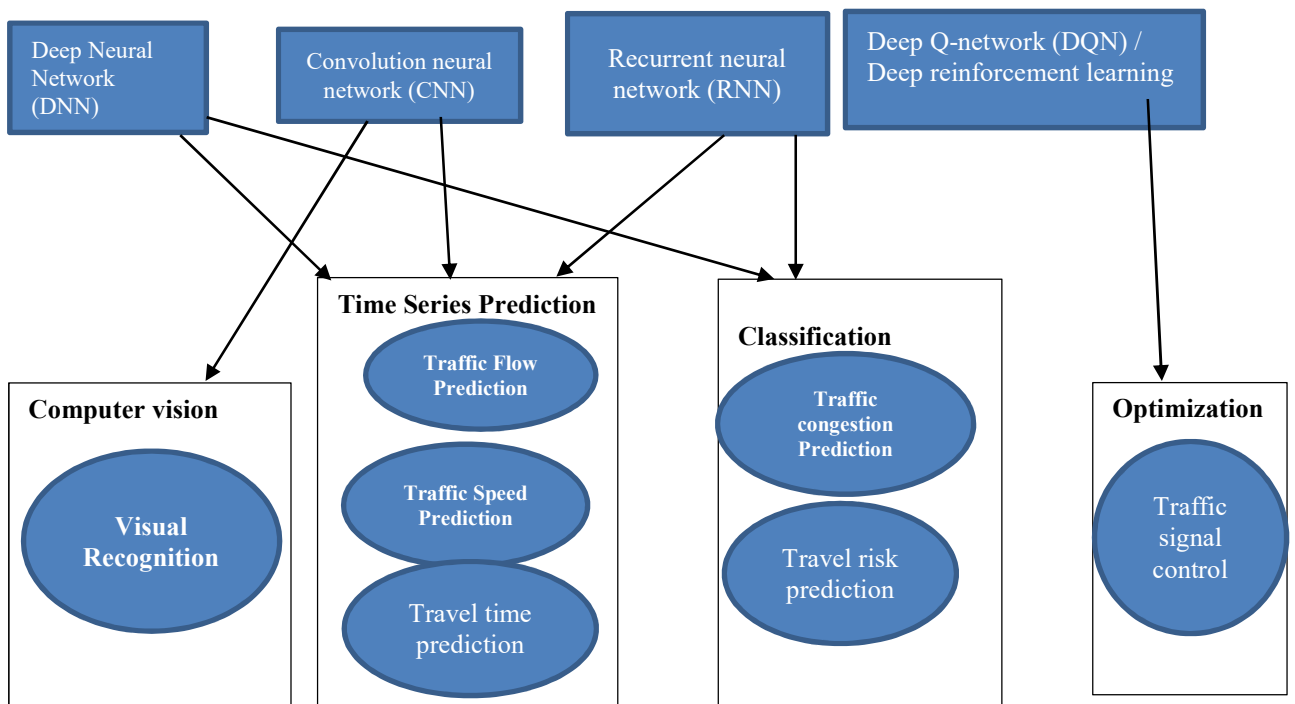 Deep Neural
Network
(DNN)
Convolution neural
network (CNN)
Recurrent neural
network (RNN)
Deep Q-network (DQN) /
Deep reinforcement learning
Computer vision
Visual
Recognition
Time Series Prediction
Traffic Flow
Prediction
Traffic Speed
Prediction
Travel time
prediction
Classification
Traffic
congestion
Prediction
Travel risk
prediction
Optimization
Traffic
signal
control